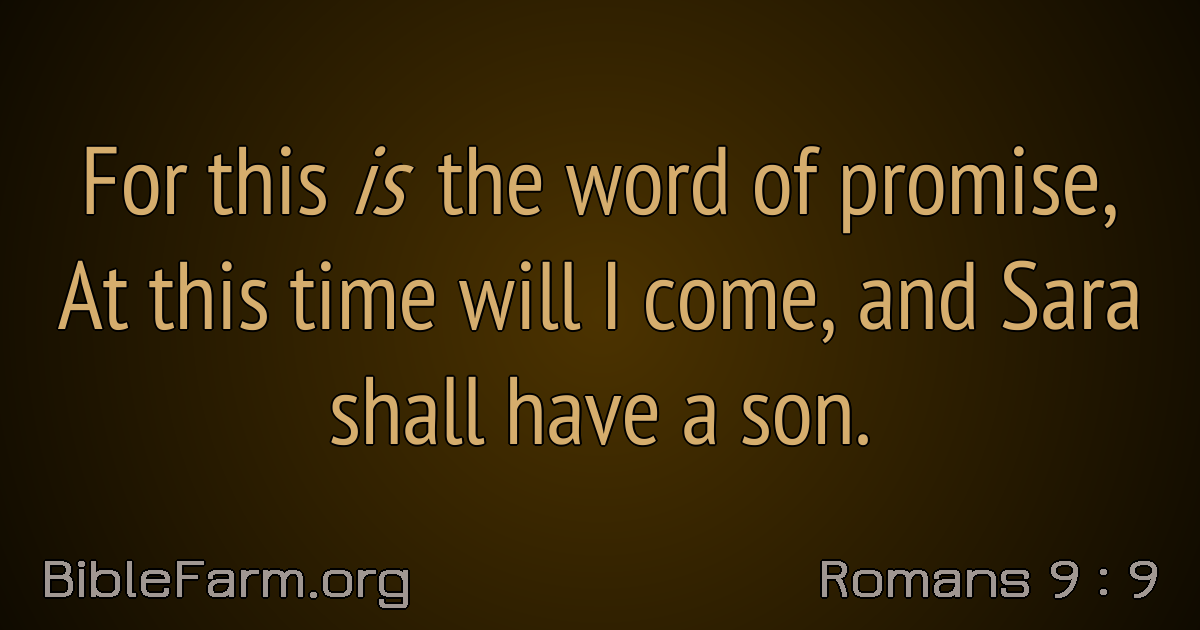 For this is the word of promise,
At this time will I come, and Sara
shall have a son.
BibleFarm.org
Romans 9 : 9